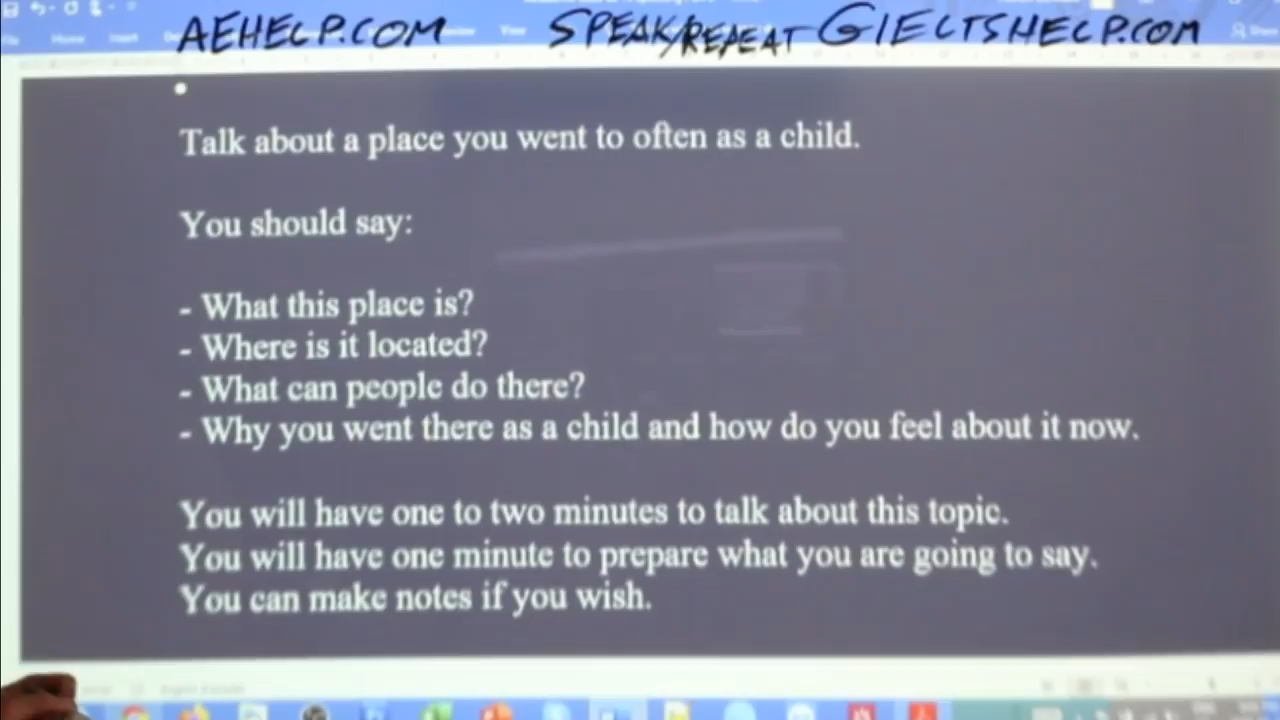 AEHELP.COM SPEAK/REPEAT GIELTSHELP.COM
Talk about a place you went to often as a child.
You should say:
- What this place is?
- Where is it located?
- What can people do there?
- Why you went there as a child and how do you feel about it now.
You will have one to two minutes to talk about this topic.
You will have one minute to prepare what you are going to say.
You can make notes if you wish.